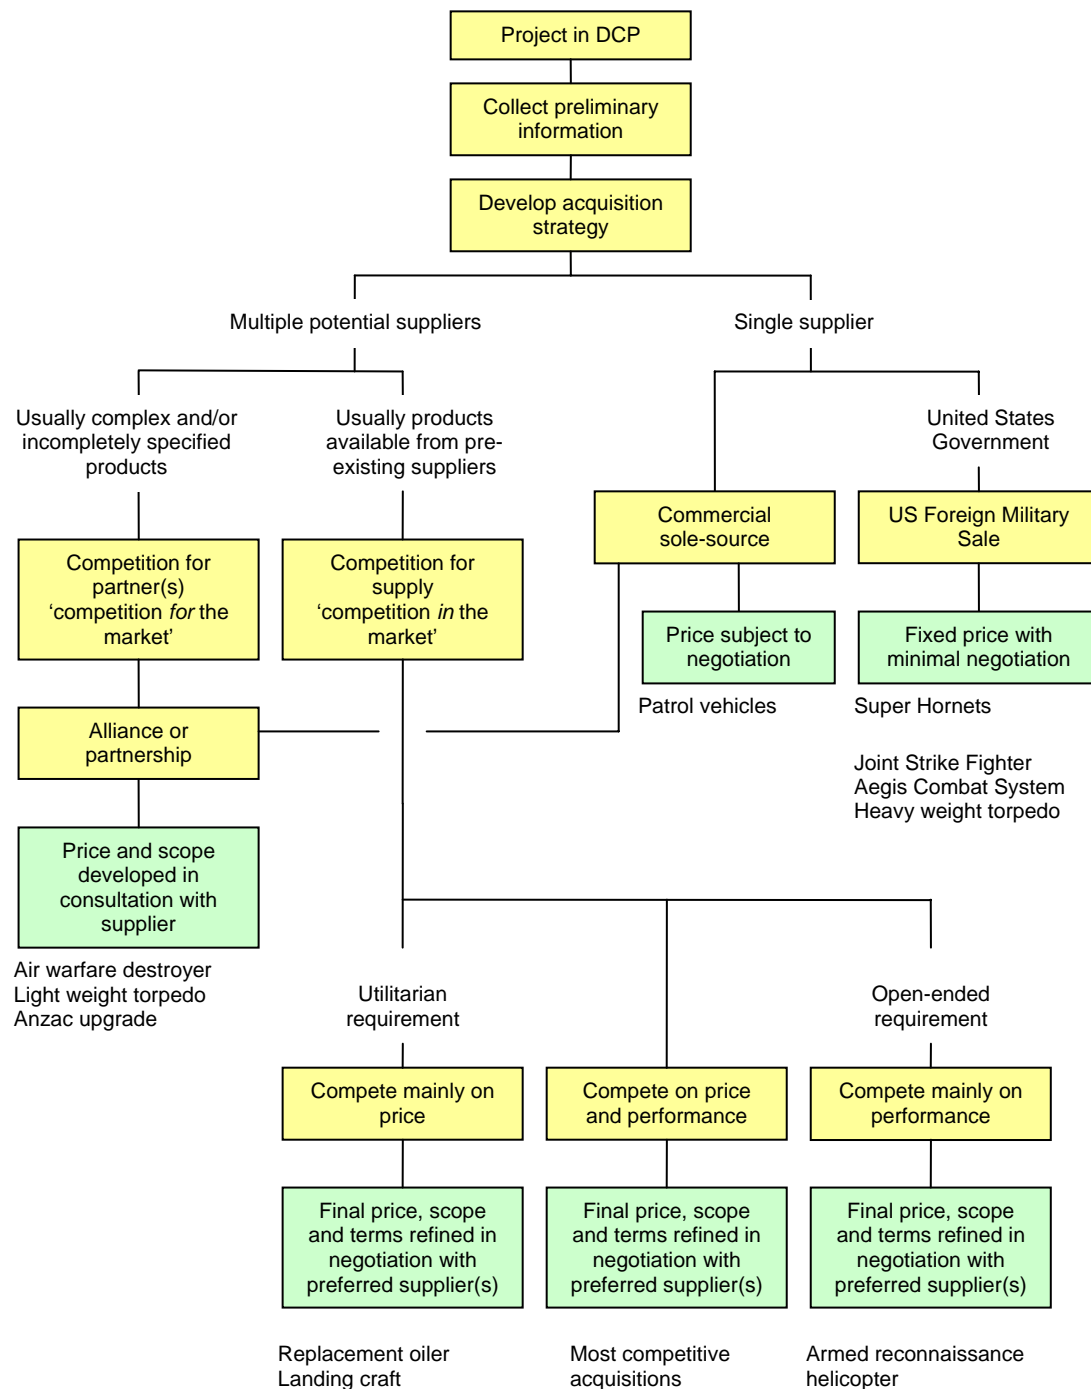 Project in DCP
Collect preliminary
information
Develop acquisition
strategy
Multiple potential suppliers
Single supplier
Usually complex and/or
incompletely specified
products
Usually products
available from pre-
existing suppliers
United States
Government
Competition for
partner(s)
‘competition for the
market’
Competition for
supply
‘competition in the
market’
Commercial
sole-source
US Foreign Military
Sale
Price subject to
negotiation
Fixed price with
minimal negotiation
Patrol vehicles
Super Hornets
Joint Strike Fighter
Aegis Combat System
Heavy weight torpedo
Alliance or
partnership
Price and scope
developed in
consultation with
supplier
Air warfare destroyer
Light weight torpedo
Anzac upgrade
Utilitarian
requirement
Open-ended
requirement
Compete mainly on
price
Compete on price
and performance
Compete mainly on
performance
Final price, scope
and terms refined in
negotiation with
preferred supplier(s)
Final price, scope
and terms refined in
negotiation with
preferred supplier(s)
Final price, scope
and terms refined in
negotiation with
preferred supplier(s)
Replacement oiler
Landing craft
Most competitive
acquisitions
Armed reconnaissance
helicopter